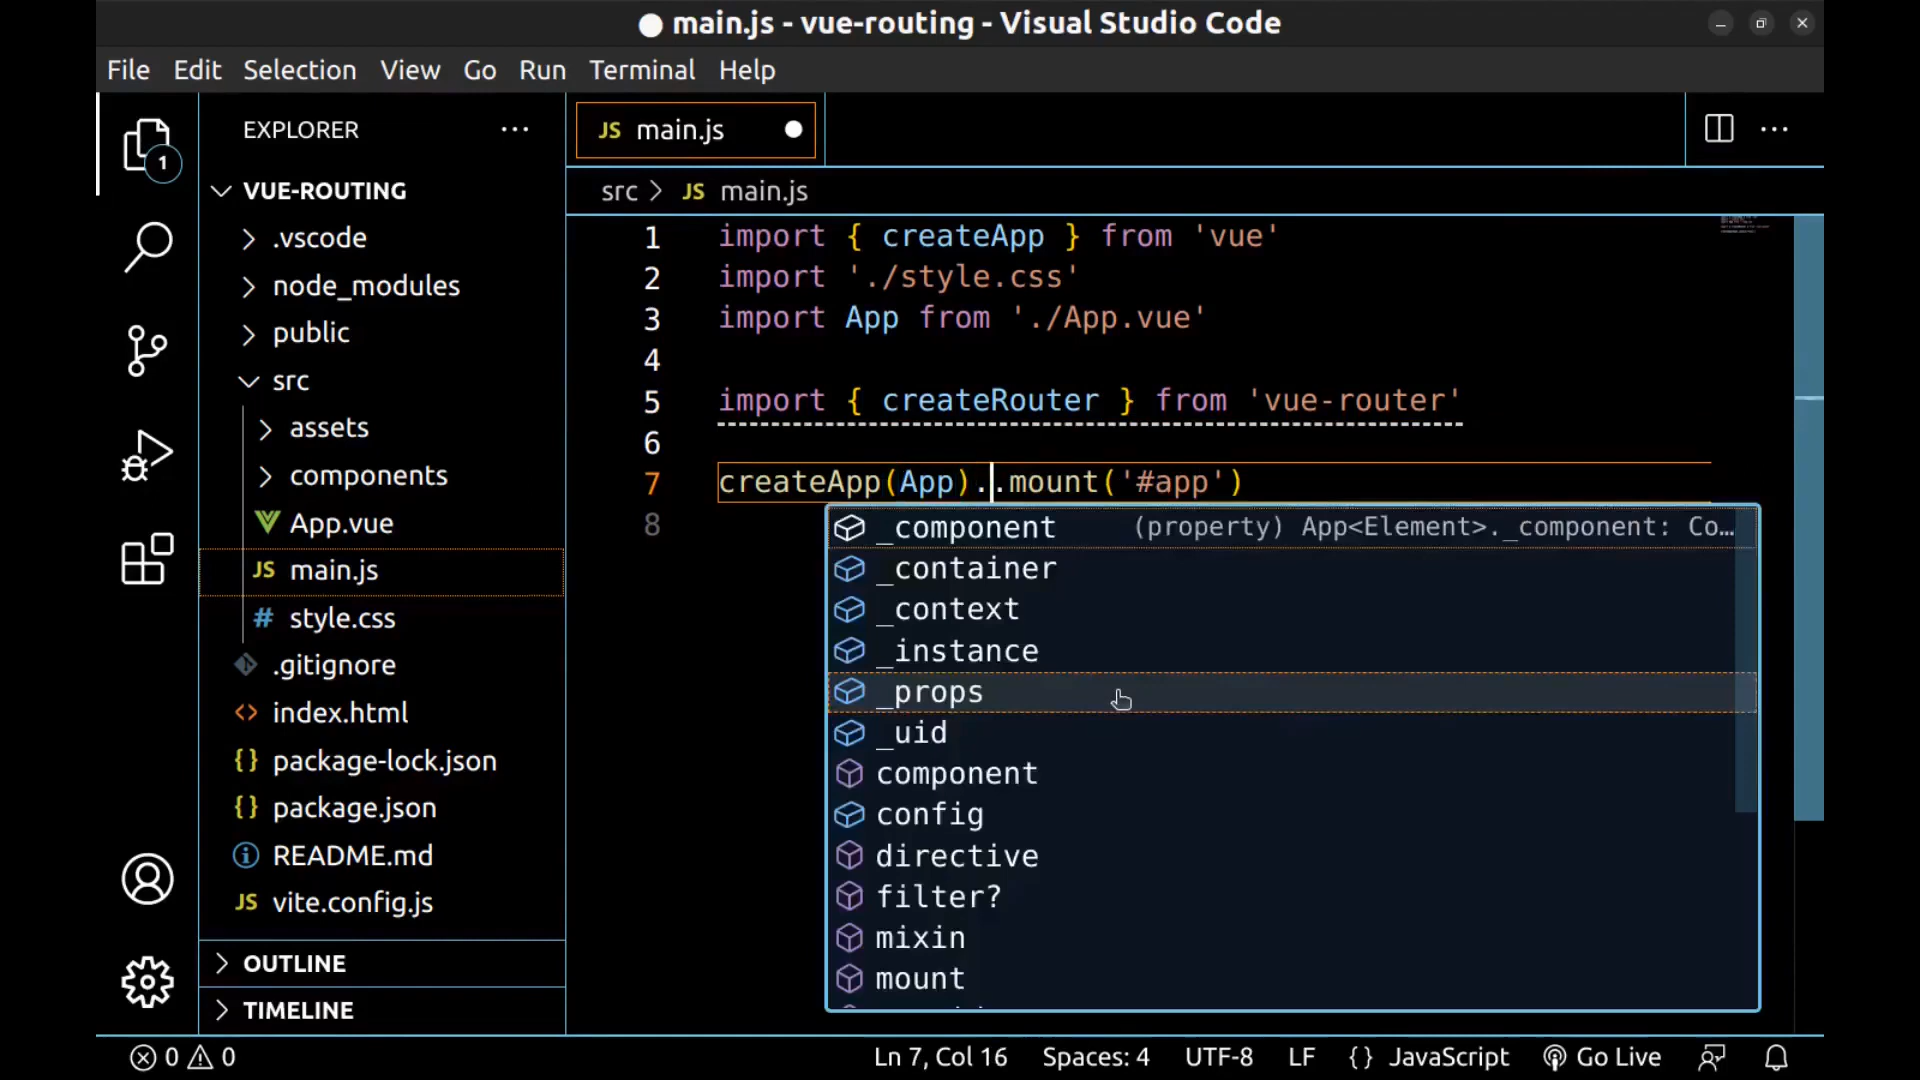 main.js - vue-routing - Visual Studio Code
File Edit Selection View Go Run Terminal Help
EXPLORER
1
VUE-ROUTING
.vscode
node_modules
public
src
assets
components
App.vue
JS main.js
# style.css
.gitignore
<> index.html
{} package-lock.json
{} package.json
README.md
JS vite.config.js
OUTLINE
TIMELINE
JS main.js
src > JS main.js
1 import { createApp } from 'vue'
2 import './style.css'
3 import App from './App.vue'
4
5 import { createRouter } from 'vue-router'
6
7 createApp(App)..mount('#app')
8
_component (property) App<Element>._component: Co…
_container
_context
_instance
_props
_uid
component
config
directive
filter?
mixin
mount
0 0 Ln 7, Col 16 Spaces: 4 UTF-8 LF {} JavaScript Go Live